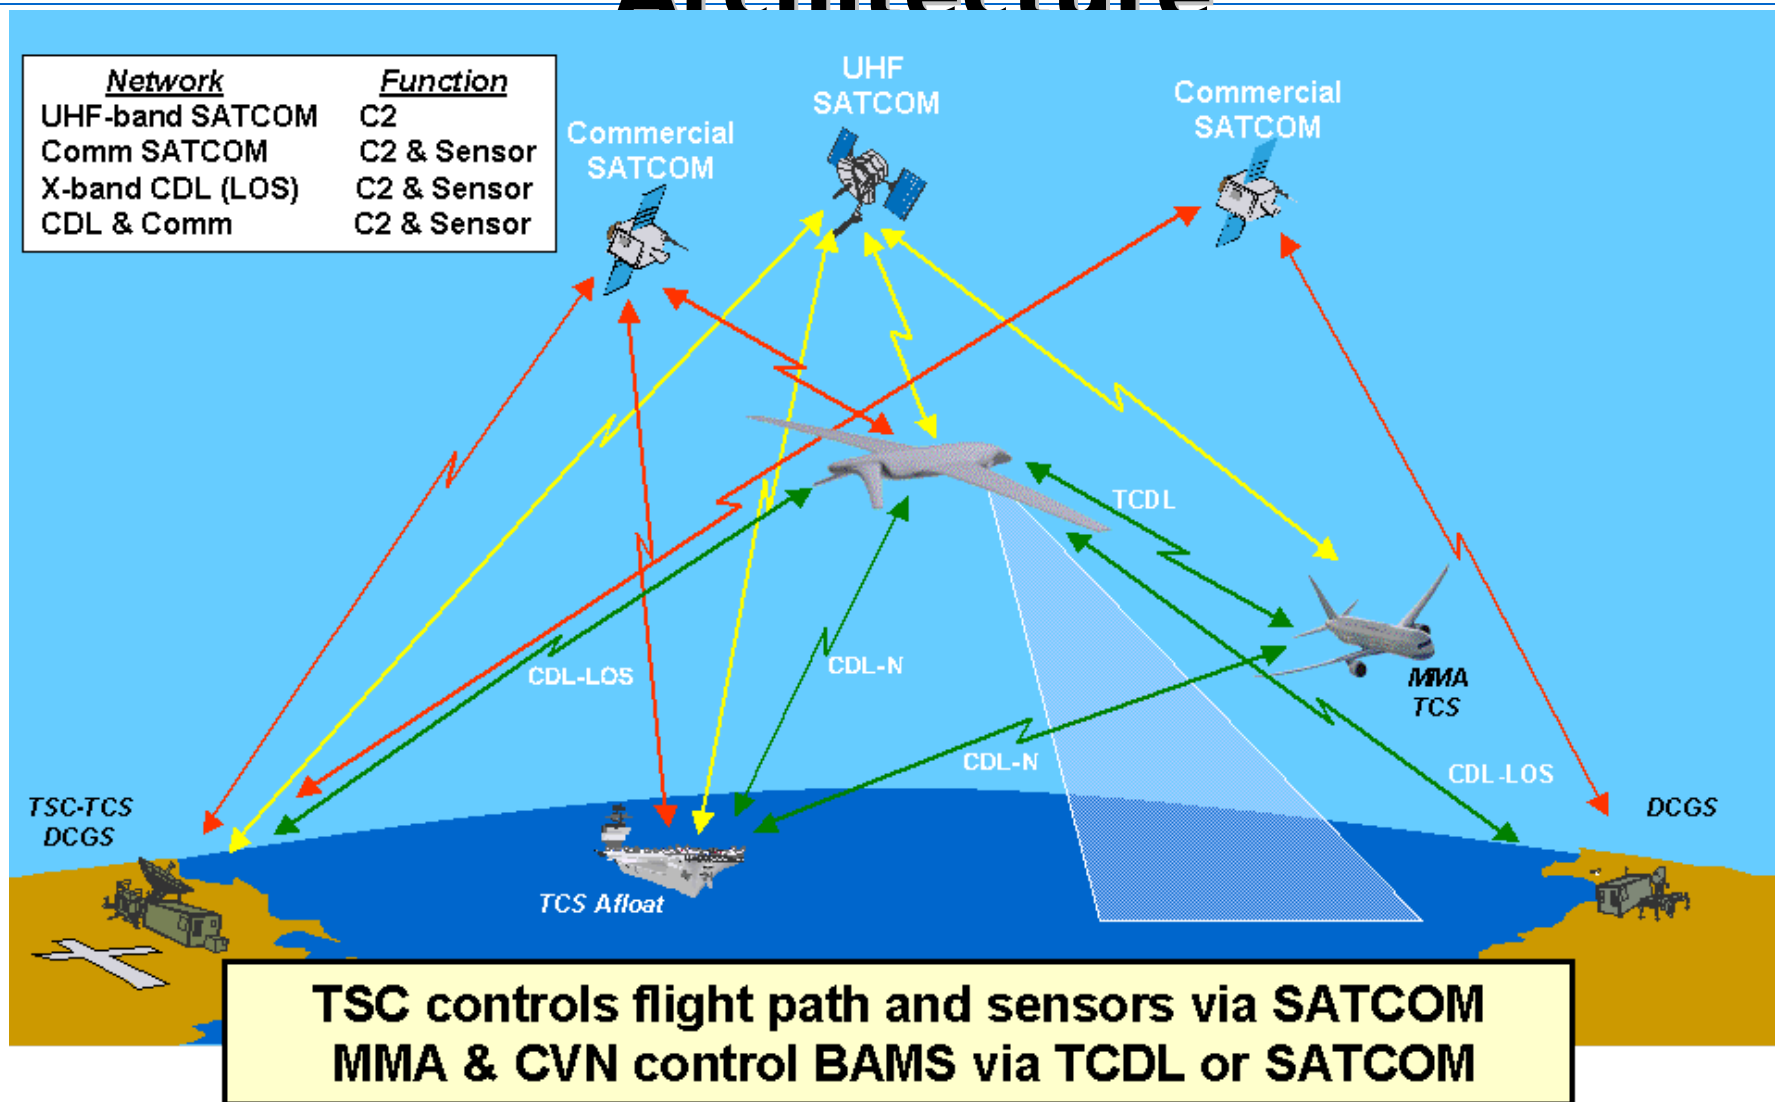 Architecture
Network Function
UHF-band SATCOM C2
Comm SATCOM C2 & Sensor
X-band CDL (LOS) C2 & Sensor
CDL & Comm C2 & Sensor
Commercial
SATCOM
UHF
SATCOM
Commercial
SATCOM
TCDL
CDL-LOS
CDL-N
MMA
TCS
CDL-N
CDL-LOS
TSC-TCS
DCGS
DCGS
TCS Afloat
TSC controls flight path and sensors via SATCOM
MMA & CVN control BAMS via TCDL or SATCOM